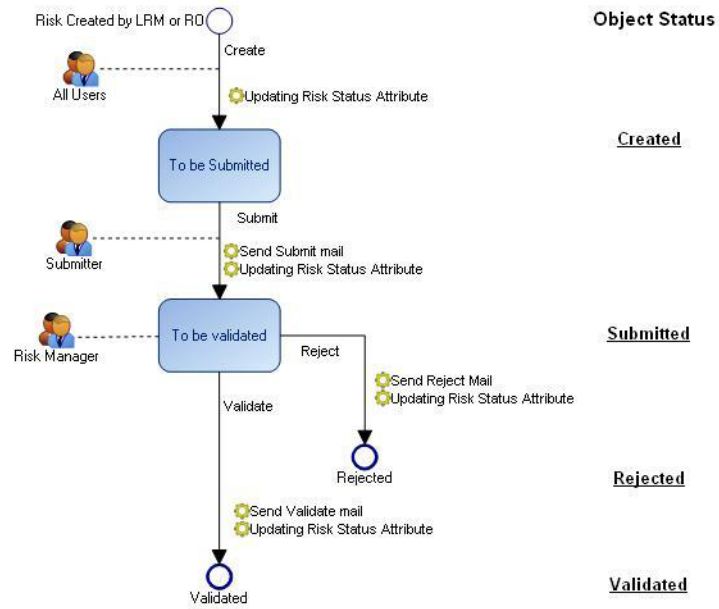 Risk Created by LRM or RO
Object Status
Create
All Users
Updating Risk Status Attribute
Created
To be Submitted
Submit
Submitter
Send Submit mail
Updating Risk Status Attribute
To be validated
Submitted
Risk Manager
Reject
Send Reject Mail
Updating Risk Status Attribute
Validate
Rejected
Rejected
Send Validate mail
Updating Risk Status Attribute
Validated
Validated